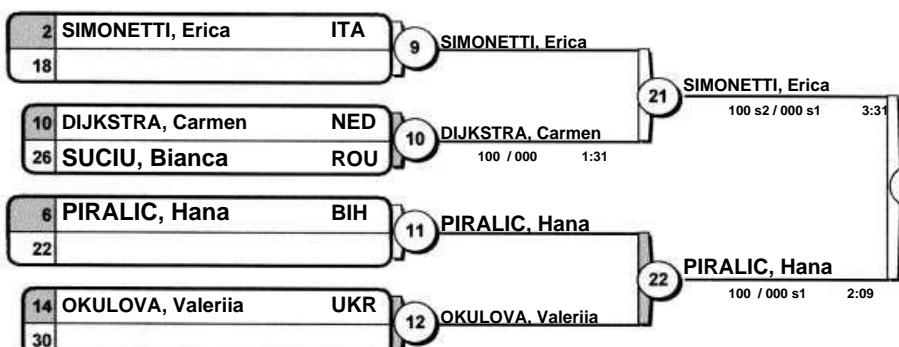 2 SIMONETTI, Erica ITA
18
9
SIMONETTI, Erica
10 DIJKSTRA, Carmen NED
26 SUCIU, Bianca ROU
10
DIJKSTRA, Carmen
100 / 000 1:31
21
SIMONETTI, Erica
100 s2 / 000 s1 3:31
6 PIRALIC, Hana BIH
22
11
PIRALIC, Hana
14 OKULOVA, Valeriia UKR
30
12
OKULOVA, Valeriia
22
PIRALIC, Hana
100 / 000 s1 2:09